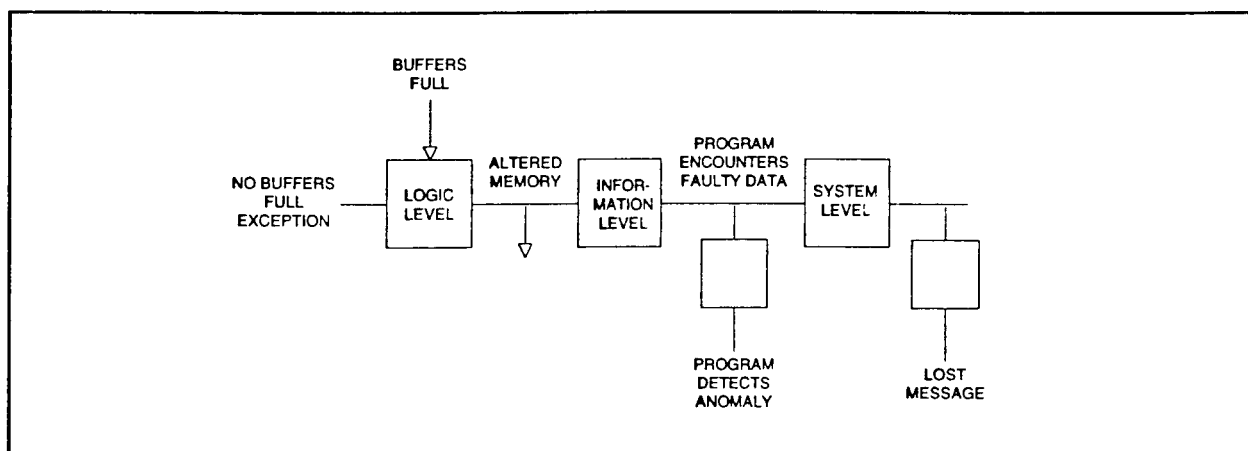 BUFFERS
FULL
NO BUFFERS
FULL
EXCEPTION
LOGIC
LEVEL
ALTERED
MEMORY
INFOR-
MATION
LEVEL
PROGRAM
ENCOUNTERS
FAULTY DATA
SYSTEM
LEVEL
PROGRAM
DETECTS
ANOMALY
LOST
MESSAGE